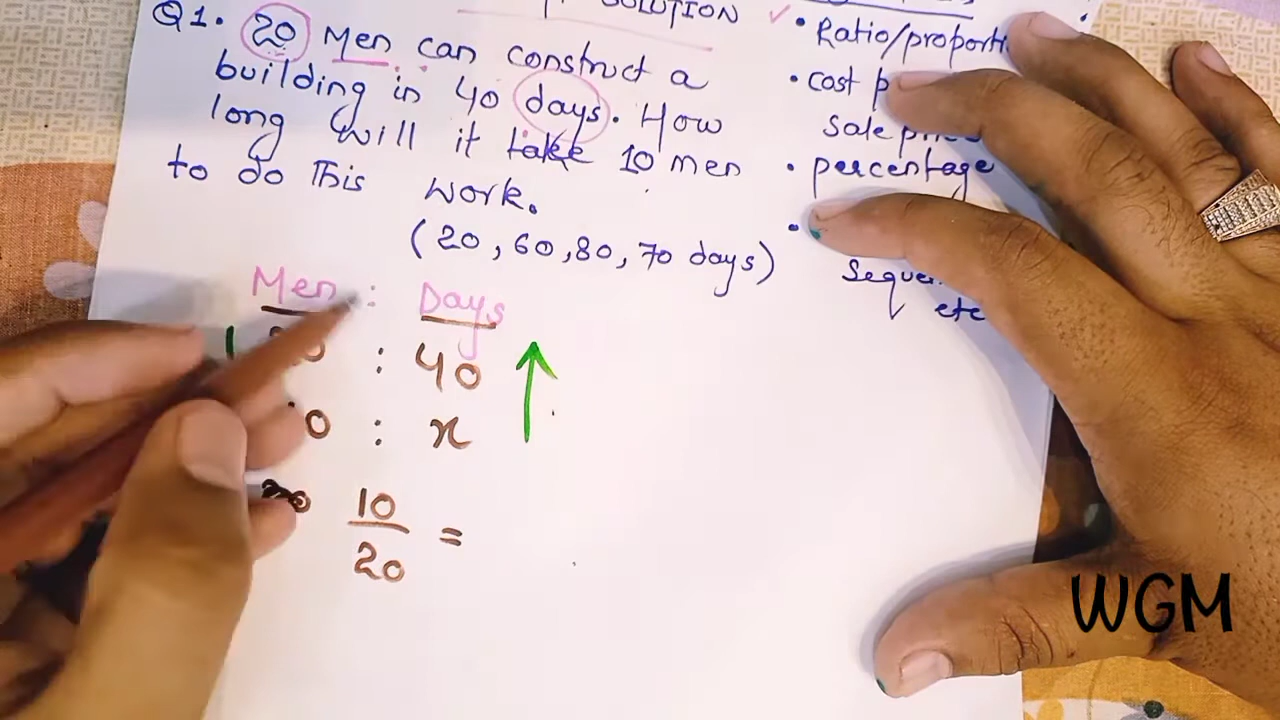 SOLUTION
Q1. 20 Men can construct a
building in 40 days. How
long will it take 10 men
to do This work.
(20, 60, 80, 70 days)
• Ratio/proporti
• cost p
Sale
• percentage
•
etc
Men : Days
: 40
: x
10
20
=
WGM